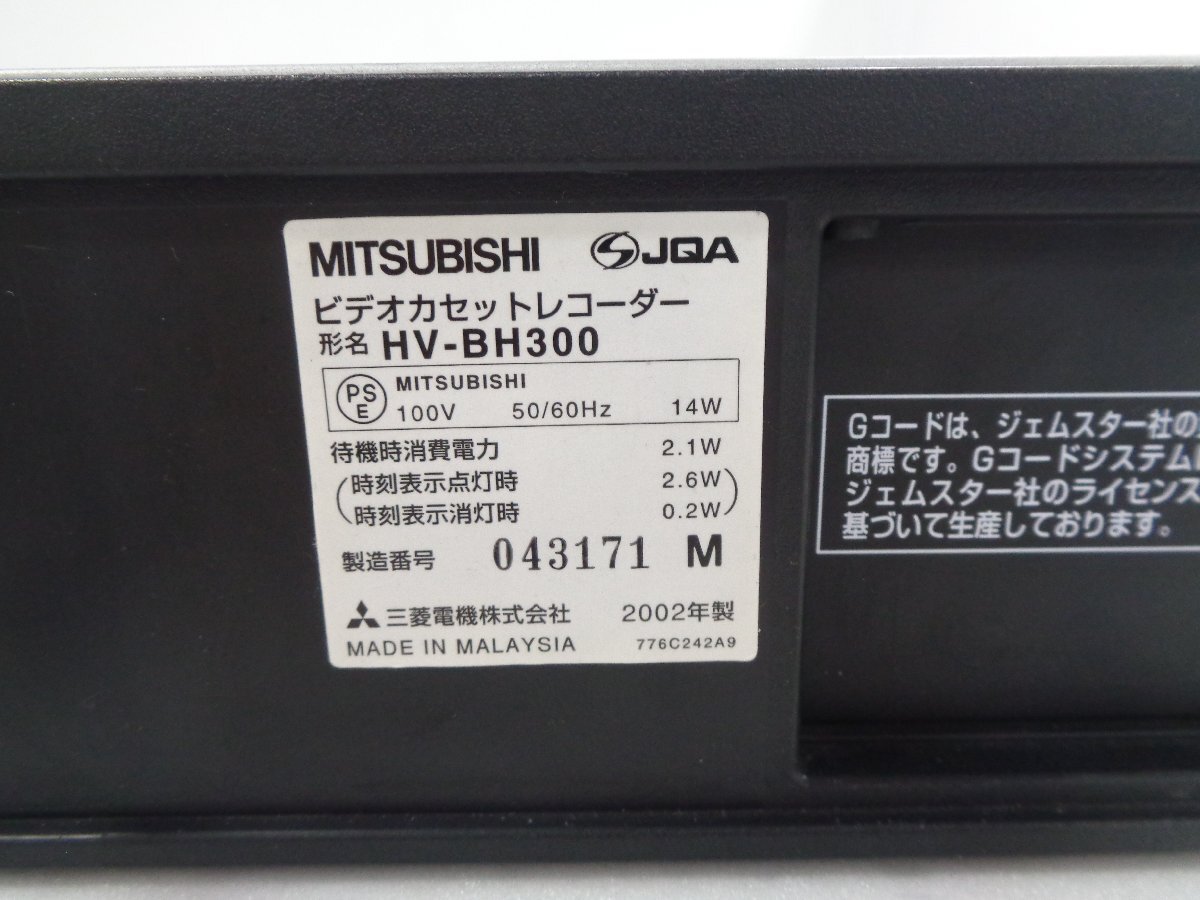 MITSUBISHI JQA
ビデオカセットレコーダー
形名 HV-BH300
PS E MITSUBISHI
100V 50/60Hz 14W
待機時消費電力 2.1W
(時刻表示点灯時 2.6W)
(時刻表示消灯時 0.2W)
製造番号 043171 M
三菱電機株式会社 2002年製
MADE IN MALAYSIA 776C242A9
Gコードは、ジェムスター社の
商標です。Gコードシステムは
ジェムスター社のライセンス
基づいて生産しております。